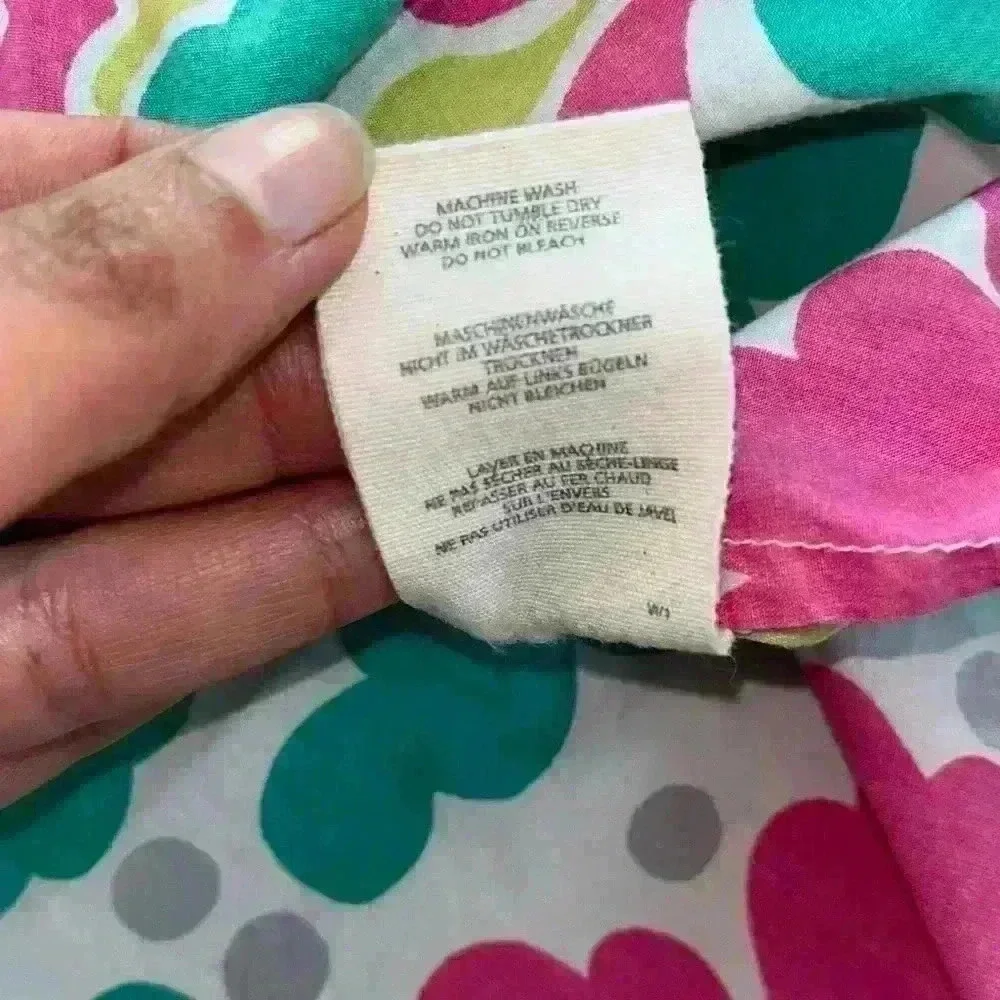 MACHINE WASH
DO NOT TUMBLE DRY
WARM IRON ON REVERSE
DO NOT BLEACH
MASCHINENWÄSCHE
NICHT IM WÄSCHETROCKNER
TROCKNEN
WARM AUF LINKS BÜGELN
NICHT BLEICHEN
LAVER EN MACHINE
NE PAS SÉCHER AU SÈCHE-LINGE
REPASSER AU FER CHAUD
SUR L'ENVERS
NE PAS UTILISER D'EAU DE JAVEL